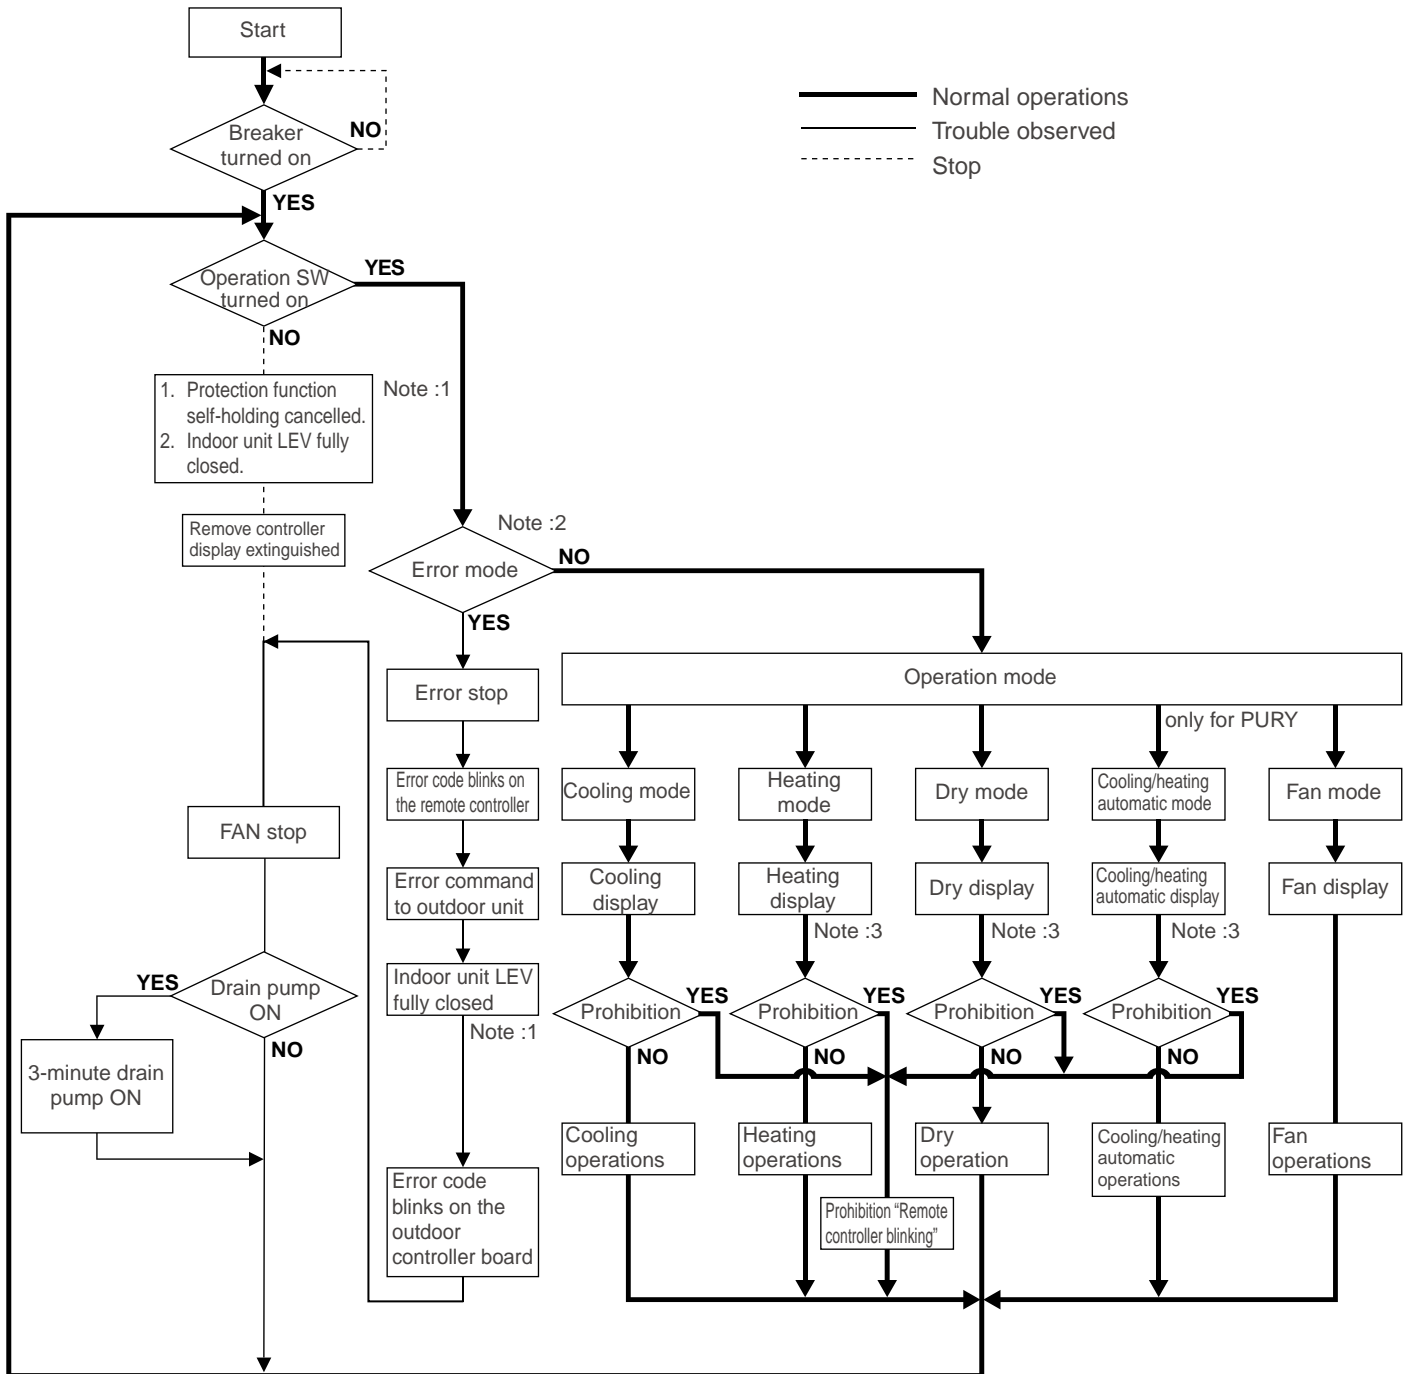 Start
Normal operations
Trouble observed
Stop
Breaker
turned on
NO
YES
Operation SW
turned on
YES
NO
1. Protection function
self-holding cancelled.
2. Indoor unit LEV fully
closed.
Note :1
Remove controller
display extinguished
Note :2
Error mode
NO
YES
Error stop
Operation mode
only for PURY
Error code blinks on
the remote controller
Cooling mode
Heating
mode
Dry mode
Cooling/heating
automatic mode
Fan mode
FAN stop
Error command
to outdoor unit
Cooling
display
Heating
display
Dry display
Cooling/heating
automatic display
Fan display
Note :3
Note :3
Note :3
Drain pump
ON
YES
NO
Indoor unit LEV
fully closed
Note :1
Prohibition
YES
NO
Prohibition
YES
NO
Prohibition
YES
NO
Prohibition
YES
NO
3-minute drain
pump ON
Cooling
operations
Heating
operations
Dry
operation
Cooling/heating
automatic
operations
Fan
operations
Error code
blinks on the
outdoor
controller board
Prohibition “Remote
controller blinking”